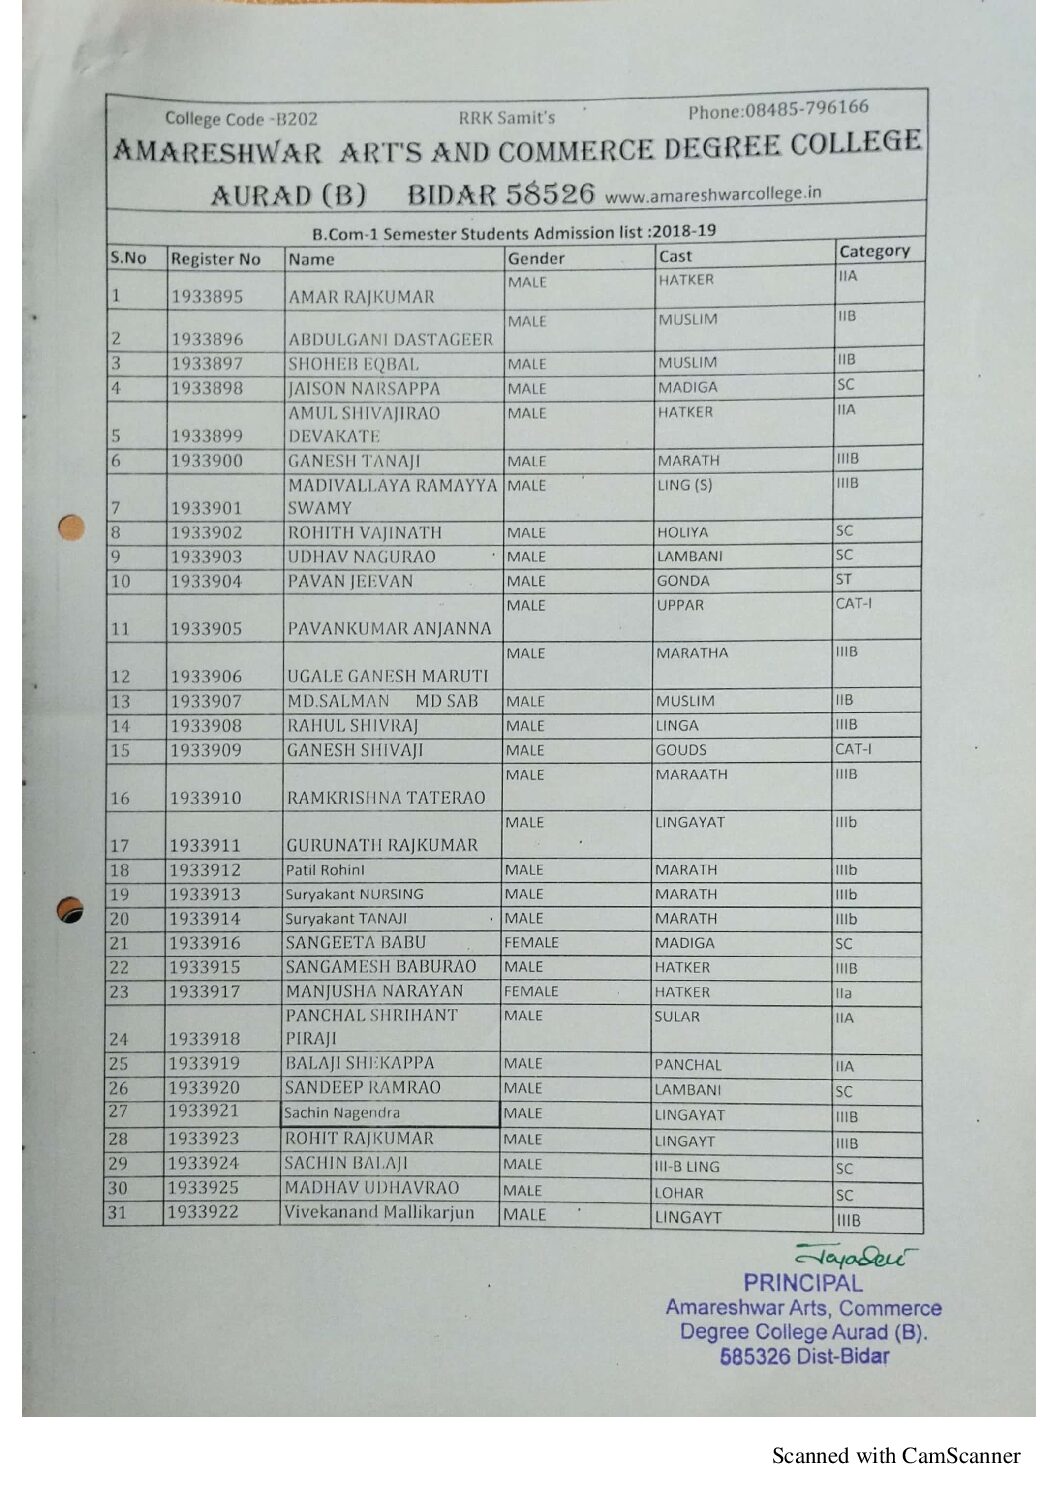 College Code -B202 RRK Samit's Phone:08485-796166
AMARESHWAR ART'S AND COMMERCE DEGREE COLLEGE
AURAD (B) BIDAR 58526 www.amareshwarcollege.in
B.Com-1 Semester Students Admission list :2018-19
S.No Register No Name Gender Cast Category
1 1933895 AMAR RAJKUMAR MALE HATKER IIA
2 1933896 ABDULGANI DASTAGEER MALE MUSLIM IIB
3 1933897 SHOHEB EQBAL MALE MUSLIM IIB
4 1933898 JAISON NARSAPPA MALE MADIGA SC
5 1933899 AMUL SHIVAJIRAO DEVAKATE MALE HATKER IIA
6 1933900 GANESH TANAJI MALE MARATH IIIB
7 1933901 MADIVALLAYA RAMAYYA SWAMY MALE LING (S) IIIB
8 1933902 ROHITH VAJINATH MALE HOLIYA SC
9 1933903 UDHAV NAGURAO MALE LAMBANI SC
10 1933904 PAVAN JEEVAN MALE GONDA ST
11 1933905 PAVANKUMAR ANJANNA MALE UPPAR CAT-I
12 1933906 UGALE GANESH MARUTI MALE MARATHA IIIB
13 1933907 MD.SALMAN MD SAB MALE MUSLIM IIB
14 1933908 RAHUL SHIVRAJ MALE LINGA IIIB
15 1933909 GANESH SHIVAJI MALE GOUDS CAT-I
16 1933910 RAMKRISHNA TATERAO MALE MARAATH IIIB
17 1933911 GURUNATH RAJKUMAR MALE LINGAYAT IIIb
18 1933912 Patil RohinI MALE MARATH IIIb
19 1933913 Suryakant NURSING MALE MARATH IIIb
20 1933914 Suryakant TANAJI MALE MARATH IIIb
21 1933916 SANGEETA BABU FEMALE MADIGA SC
22 1933915 SANGAMESH BABURAO MALE HATKER IIIB
23 1933917 MANJUSHA NARAYAN FEMALE HATKER IIa
24 1933918 PANCHAL SHRIHANT PIRAJI MALE SULAR IIA
25 1933919 BALAJI SHEKAPPA MALE PANCHAL IIA
26 1933920 SANDEEP RAMRAO MALE LAMBANI SC
27 1933921 Sachin Nagendra MALE LINGAYAT IIIB
28 1933923 ROHIT RAJKUMAR MALE LINGAYT IIIB
29 1933924 SACHIN BALAJI MALE III-B LING SC
30 1933925 MADHAV UDHAVRAO MALE LOHAR SC
31 1933922 Vivekanand Mallikarjun MALE LINGAYT IIIB
PRINCIPAL
Amareshwar Arts, Commerce
Degree College Aurad (B).
585326 Dist-Bidar
Scanned with CamScanner